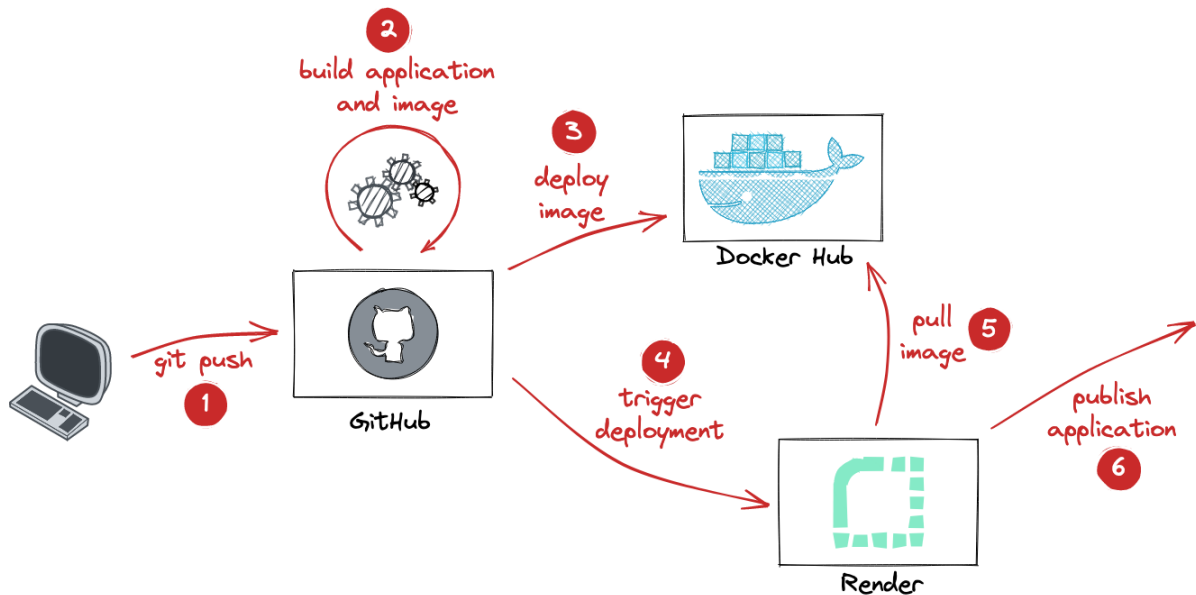 2
build application
and image
3
deploy
image
Docker Hub
git push
1
GitHub
4
trigger
deployment
pull
image
5
publish
application
6
Render